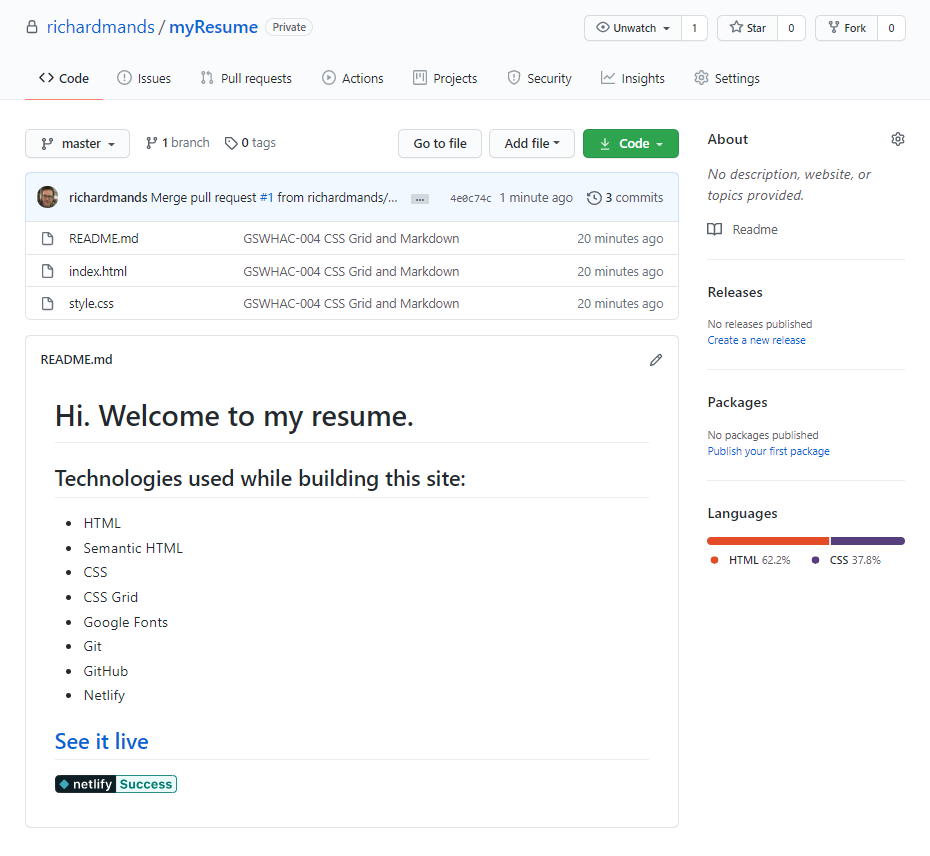 richardmands / myResume Private
Unwatch 1 Star 0 Fork 0
Code Issues Pull requests Actions Projects Security Insights Settings
master 1 branch 0 tags Go to file Add file Code
richardmands Merge pull request #1 from richardmands/... ... 4e0c74c 1 minute ago 3 commits
README.md GSWHAC-004 CSS Grid and Markdown 20 minutes ago
index.html GSWHAC-004 CSS Grid and Markdown 20 minutes ago
style.css GSWHAC-004 CSS Grid and Markdown 20 minutes ago
README.md
Hi. Welcome to my resume.
Technologies used while building this site:
HTML
Semantic HTML
CSS
CSS Grid
Google Fonts
Git
GitHub
Netlify
See it live
netlify Success
About
No description, website, or
topics provided.
Readme
Releases
No releases published
Create a new release
Packages
No packages published
Publish your first package
Languages
HTML 62.2% CSS 37.8%